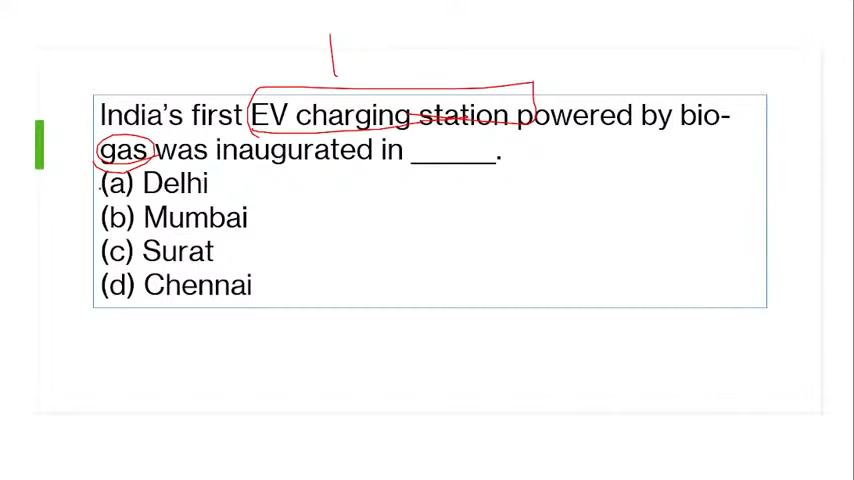 India's first EV charging station powered by bio-
gas was inaugurated in ______.
(a) Delhi
(b) Mumbai
(c) Surat
(d) Chennai